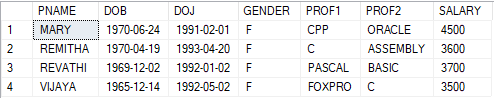 PNAME DOB DOJ GENDER PROF1 PROF2 SALARY
1 MARY 1970-06-24 1991-02-01 F CPP ORACLE 4500
2 REMITHA 1970-04-19 1993-04-20 F C ASSEMBLY 3600
3 REVATHI 1969-12-02 1992-01-02 F PASCAL BASIC 3700
4 VIJAYA 1965-12-14 1992-05-02 F FOXPRO C 3500